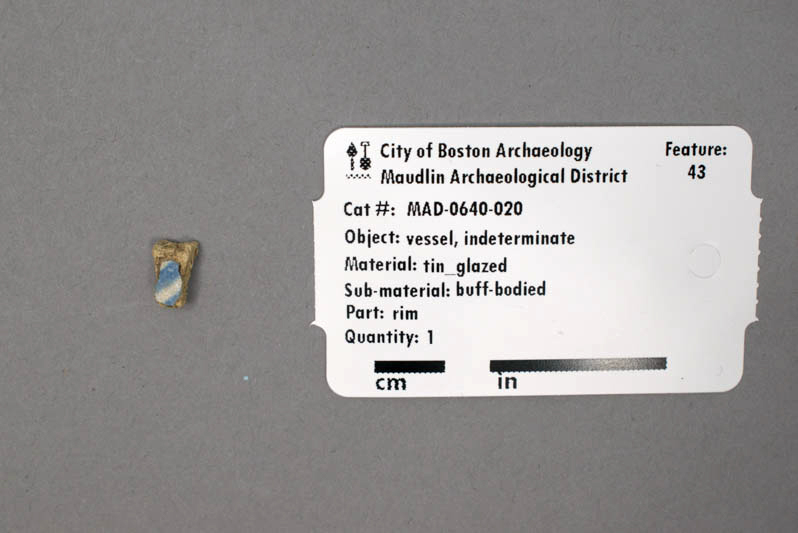 City of Boston Archaeology
Maudlin Archaeological District
Feature:
43
Cat #: MAD-0640-020
Object: vessel, indeterminate
Material: tin_glazed
Sub-material: buff-bodied
Part: rim
Quantity: 1
cm in